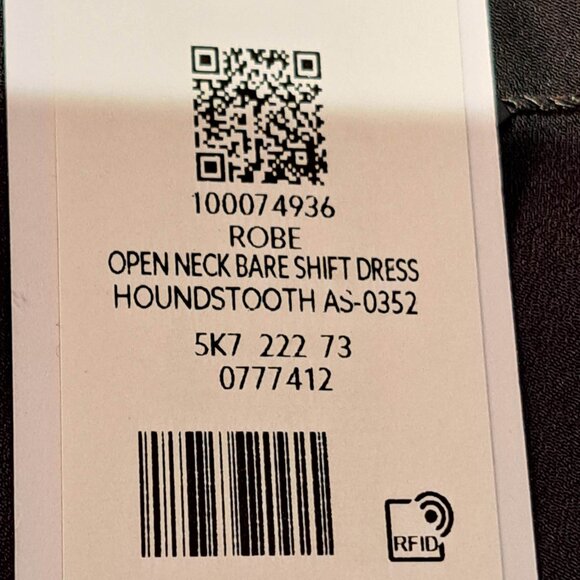 100074936
ROBE
OPEN NECK BARE SHIFT DRESS
HOUNDSTOOTH AS-0352
5K7 222 73
0777412
RFID